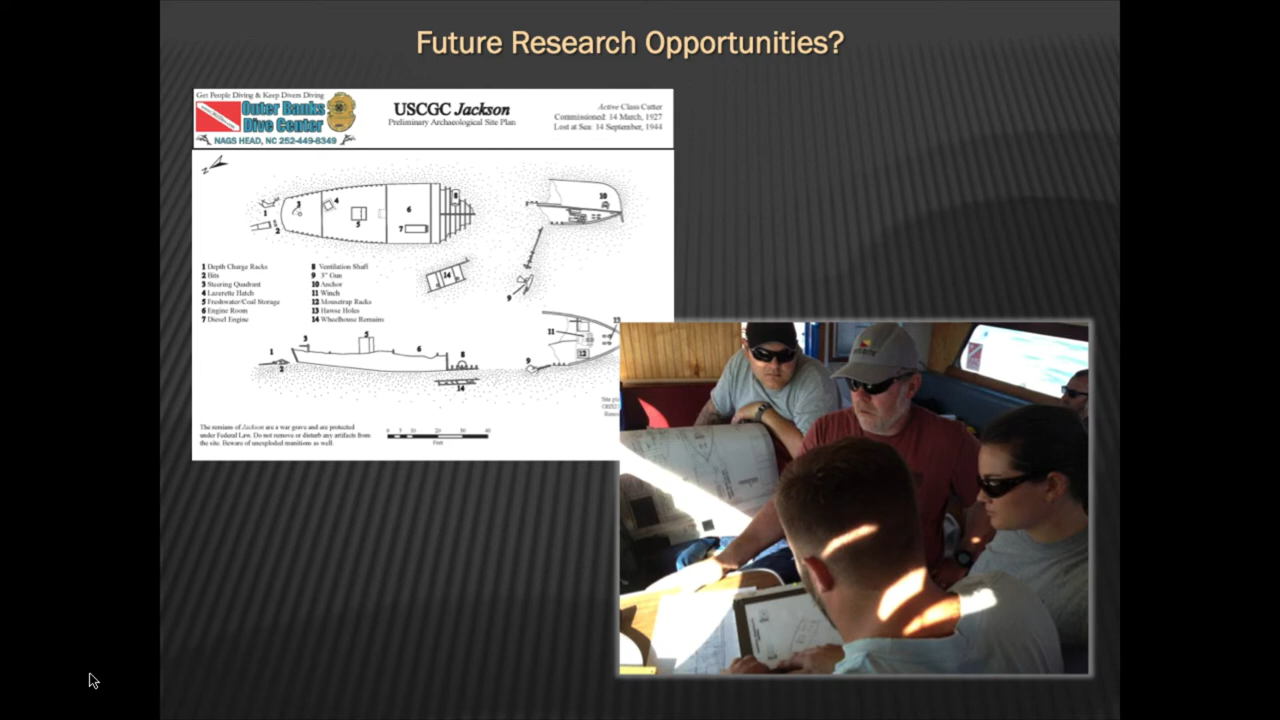 Future Research Opportunities?
Get People Diving & Keep Divers Diving
Outer Banks
Dive Center
NAGS HEAD, NC 252-449-8349
USCGC Jackson
Preliminary Archaeological Site Plan
Active Class Cutter
Commissioned: 14 March, 1927
Lost at Sea: 14 September, 1944
1 Depth Charge Racks
2 Bits
3 Steering Quadrant
4 Lazerette Hatch
5 Freshwater/Coal Storage
6 Engine Room
7 Diesel Engine
8 Ventilation Shaft
9 3" Gun
10 Anchor
11 Winch
12 Mousetrap Racks
13 Hawse Holes
14 Wheelhouse Remains
The remians of Jackson are a war grave and are protected
under Federal Law. Do not remove or disturb any artifacts from
the site. Beware of unexploded munitions as well.
Feet